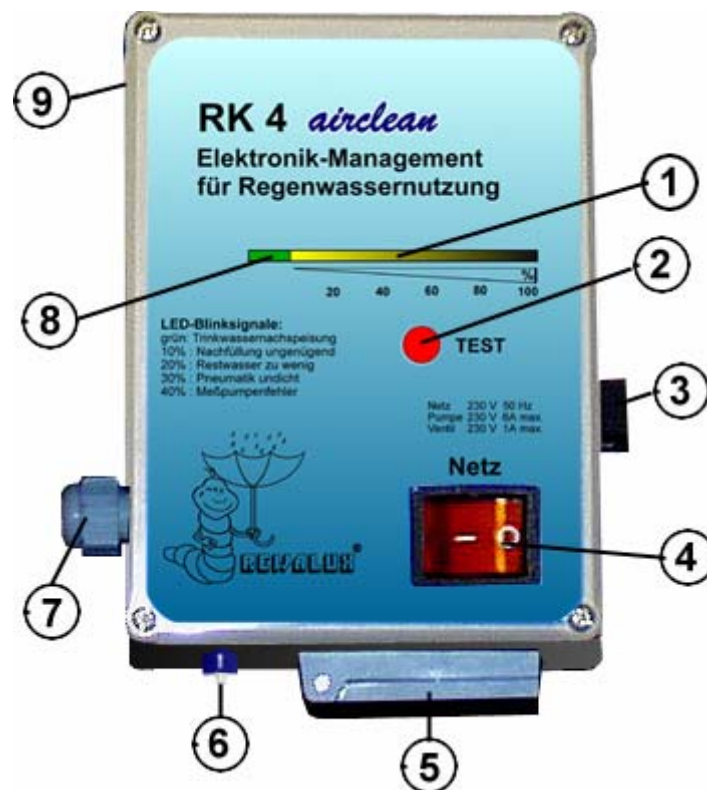 RK 4 airclean
Elektronik-Management
für Regenwassernutzung
%
20 40 60 80 100
LED-Blinksignale:
grün: Trinkwassernachspeisung
10% : Nachfüllung ungenügend
20% : Restwasser zu wenig
30% : Pneumatik undicht
40% : Meßpumpenfehler
TEST
Netz 230 V 50 Hz
Pumpe 230 V 6A max.
Ventil 230 V 1A max.
Netz
REWALUX®
1
2
3
4
5
6
7
8
9